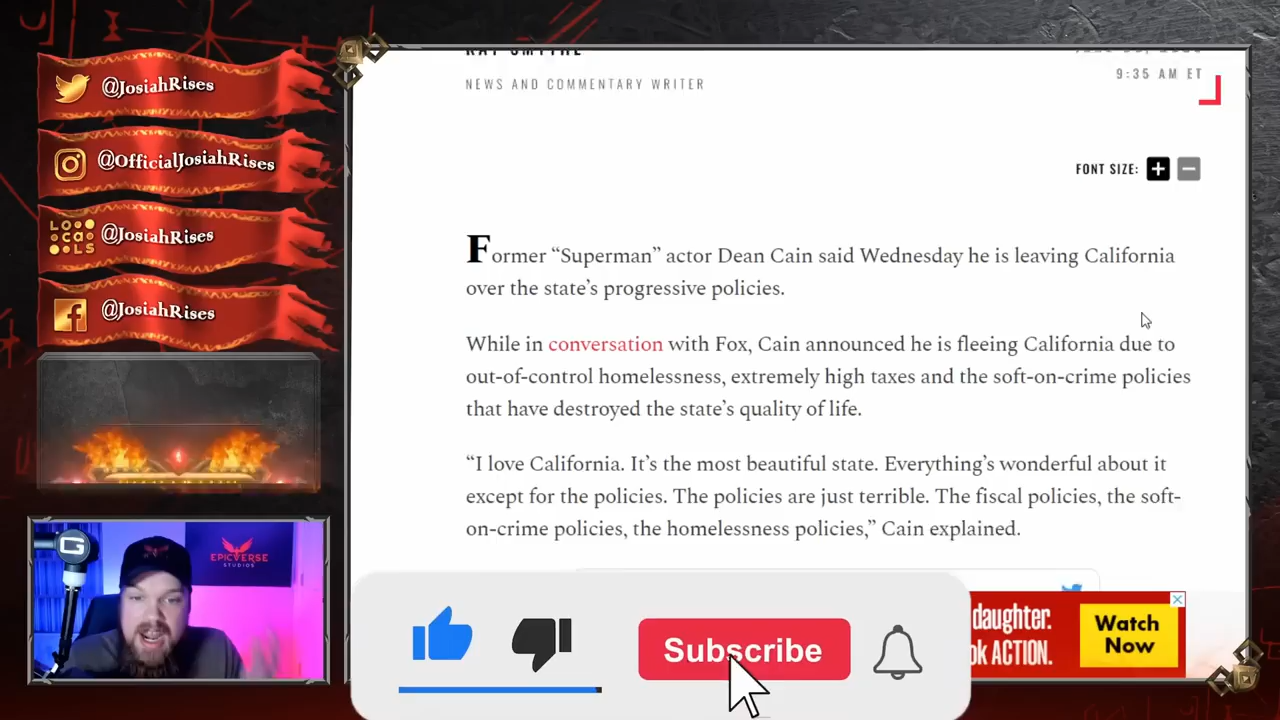 @JosiahRises
@OfficialJosiahRises
LO
ca
LS
@JosiahRises
@JosiahRises
G
EPICVERSE
STUDIOS
NEWS AND COMMENTARY WRITER
9:35 AM ET
FONT SIZE: + −
Former “Superman” actor Dean Cain said Wednesday he is leaving California
over the state’s progressive policies.
While in conversation with Fox, Cain announced he is fleeing California due to
out-of-control homelessness, extremely high taxes and the soft-on-crime policies
that have destroyed the state’s quality of life.
“I love California. It’s the most beautiful state. Everything’s wonderful about it
except for the policies. The policies are just terrible. The fiscal policies, the soft-
on-crime policies, the homelessness policies,” Cain explained.
Subscribe
daughter:
ok ACTION.
Watch
Now